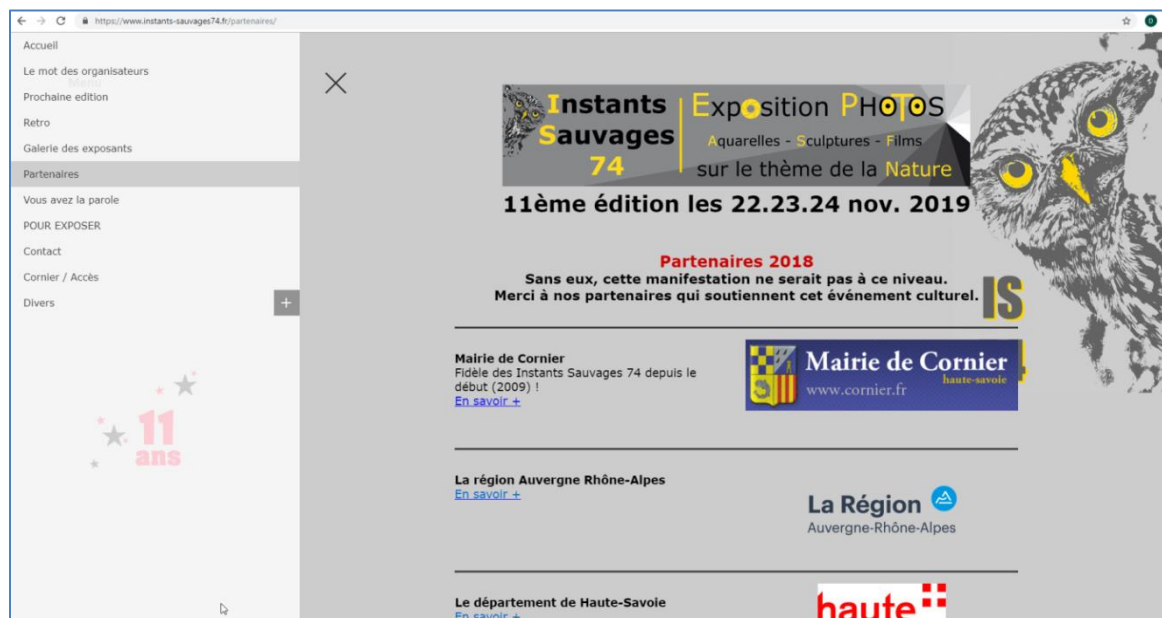 https://www.instants-sauvages74.fr/partenaires/
Accueil
Le mot des organisateurs
Prochaine edition
Retro
Galerie des exposants
Partenaires
Vous avez la parole
POUR EXPOSER
Contact
Cornier / Accès
Divers
+
11
ans
Instants
Sauvages
74
Exposition PHOTOS
Aquarelles - Sculptures - Films
sur le thème de la Nature
11ème édition les 22.23.24 nov. 2019
IS
Partenaires 2018
Sans eux, cette manifestation ne serait pas à ce niveau.
Merci à nos partenaires qui soutiennent cet événement culturel.
Mairie de Cornier
Fidèle des Instants Sauvages 74 depuis le
début (2009) !
En savoir +
Mairie de Cornier
haute-savoie
www.cornier.fr
La région Auvergne Rhône-Alpes
En savoir +
La Région
Auvergne-Rhône-Alpes
Le département de Haute-Savoie
En savoir +
haute